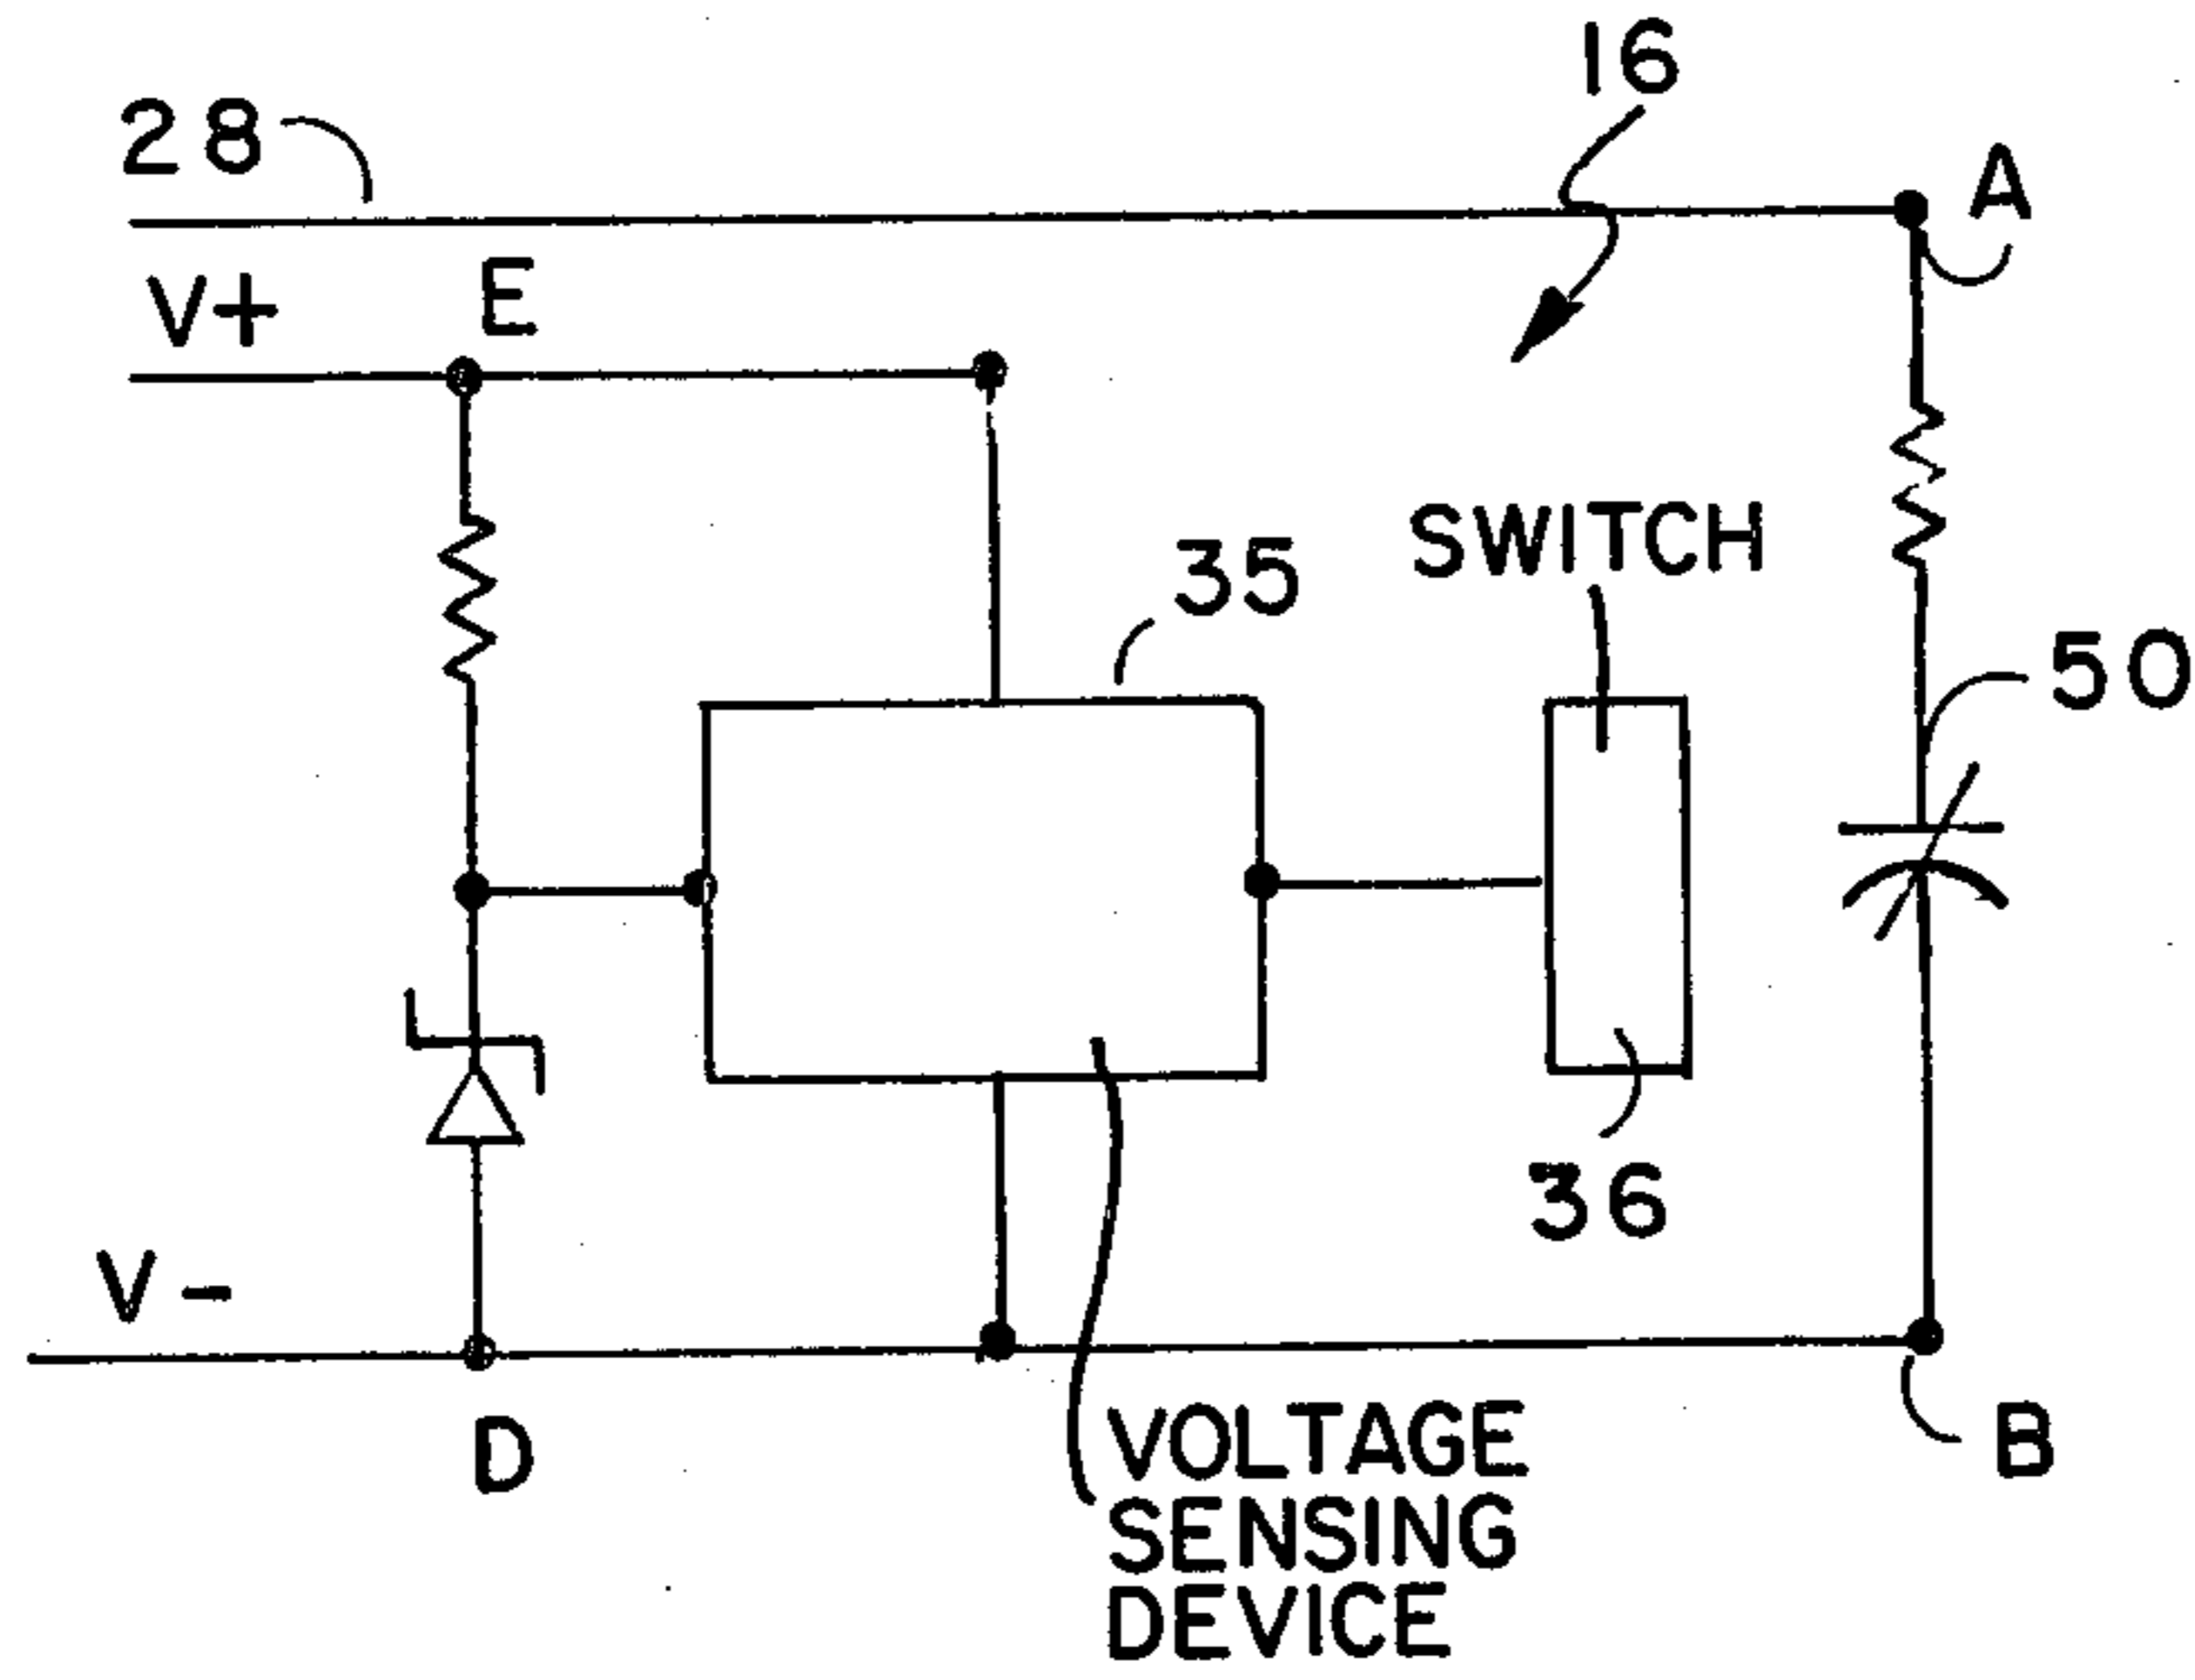 16
28
A
V+
E
SWITCH
35
50
36
V-
D
B
VOLTAGE
SENSING
DEVICE